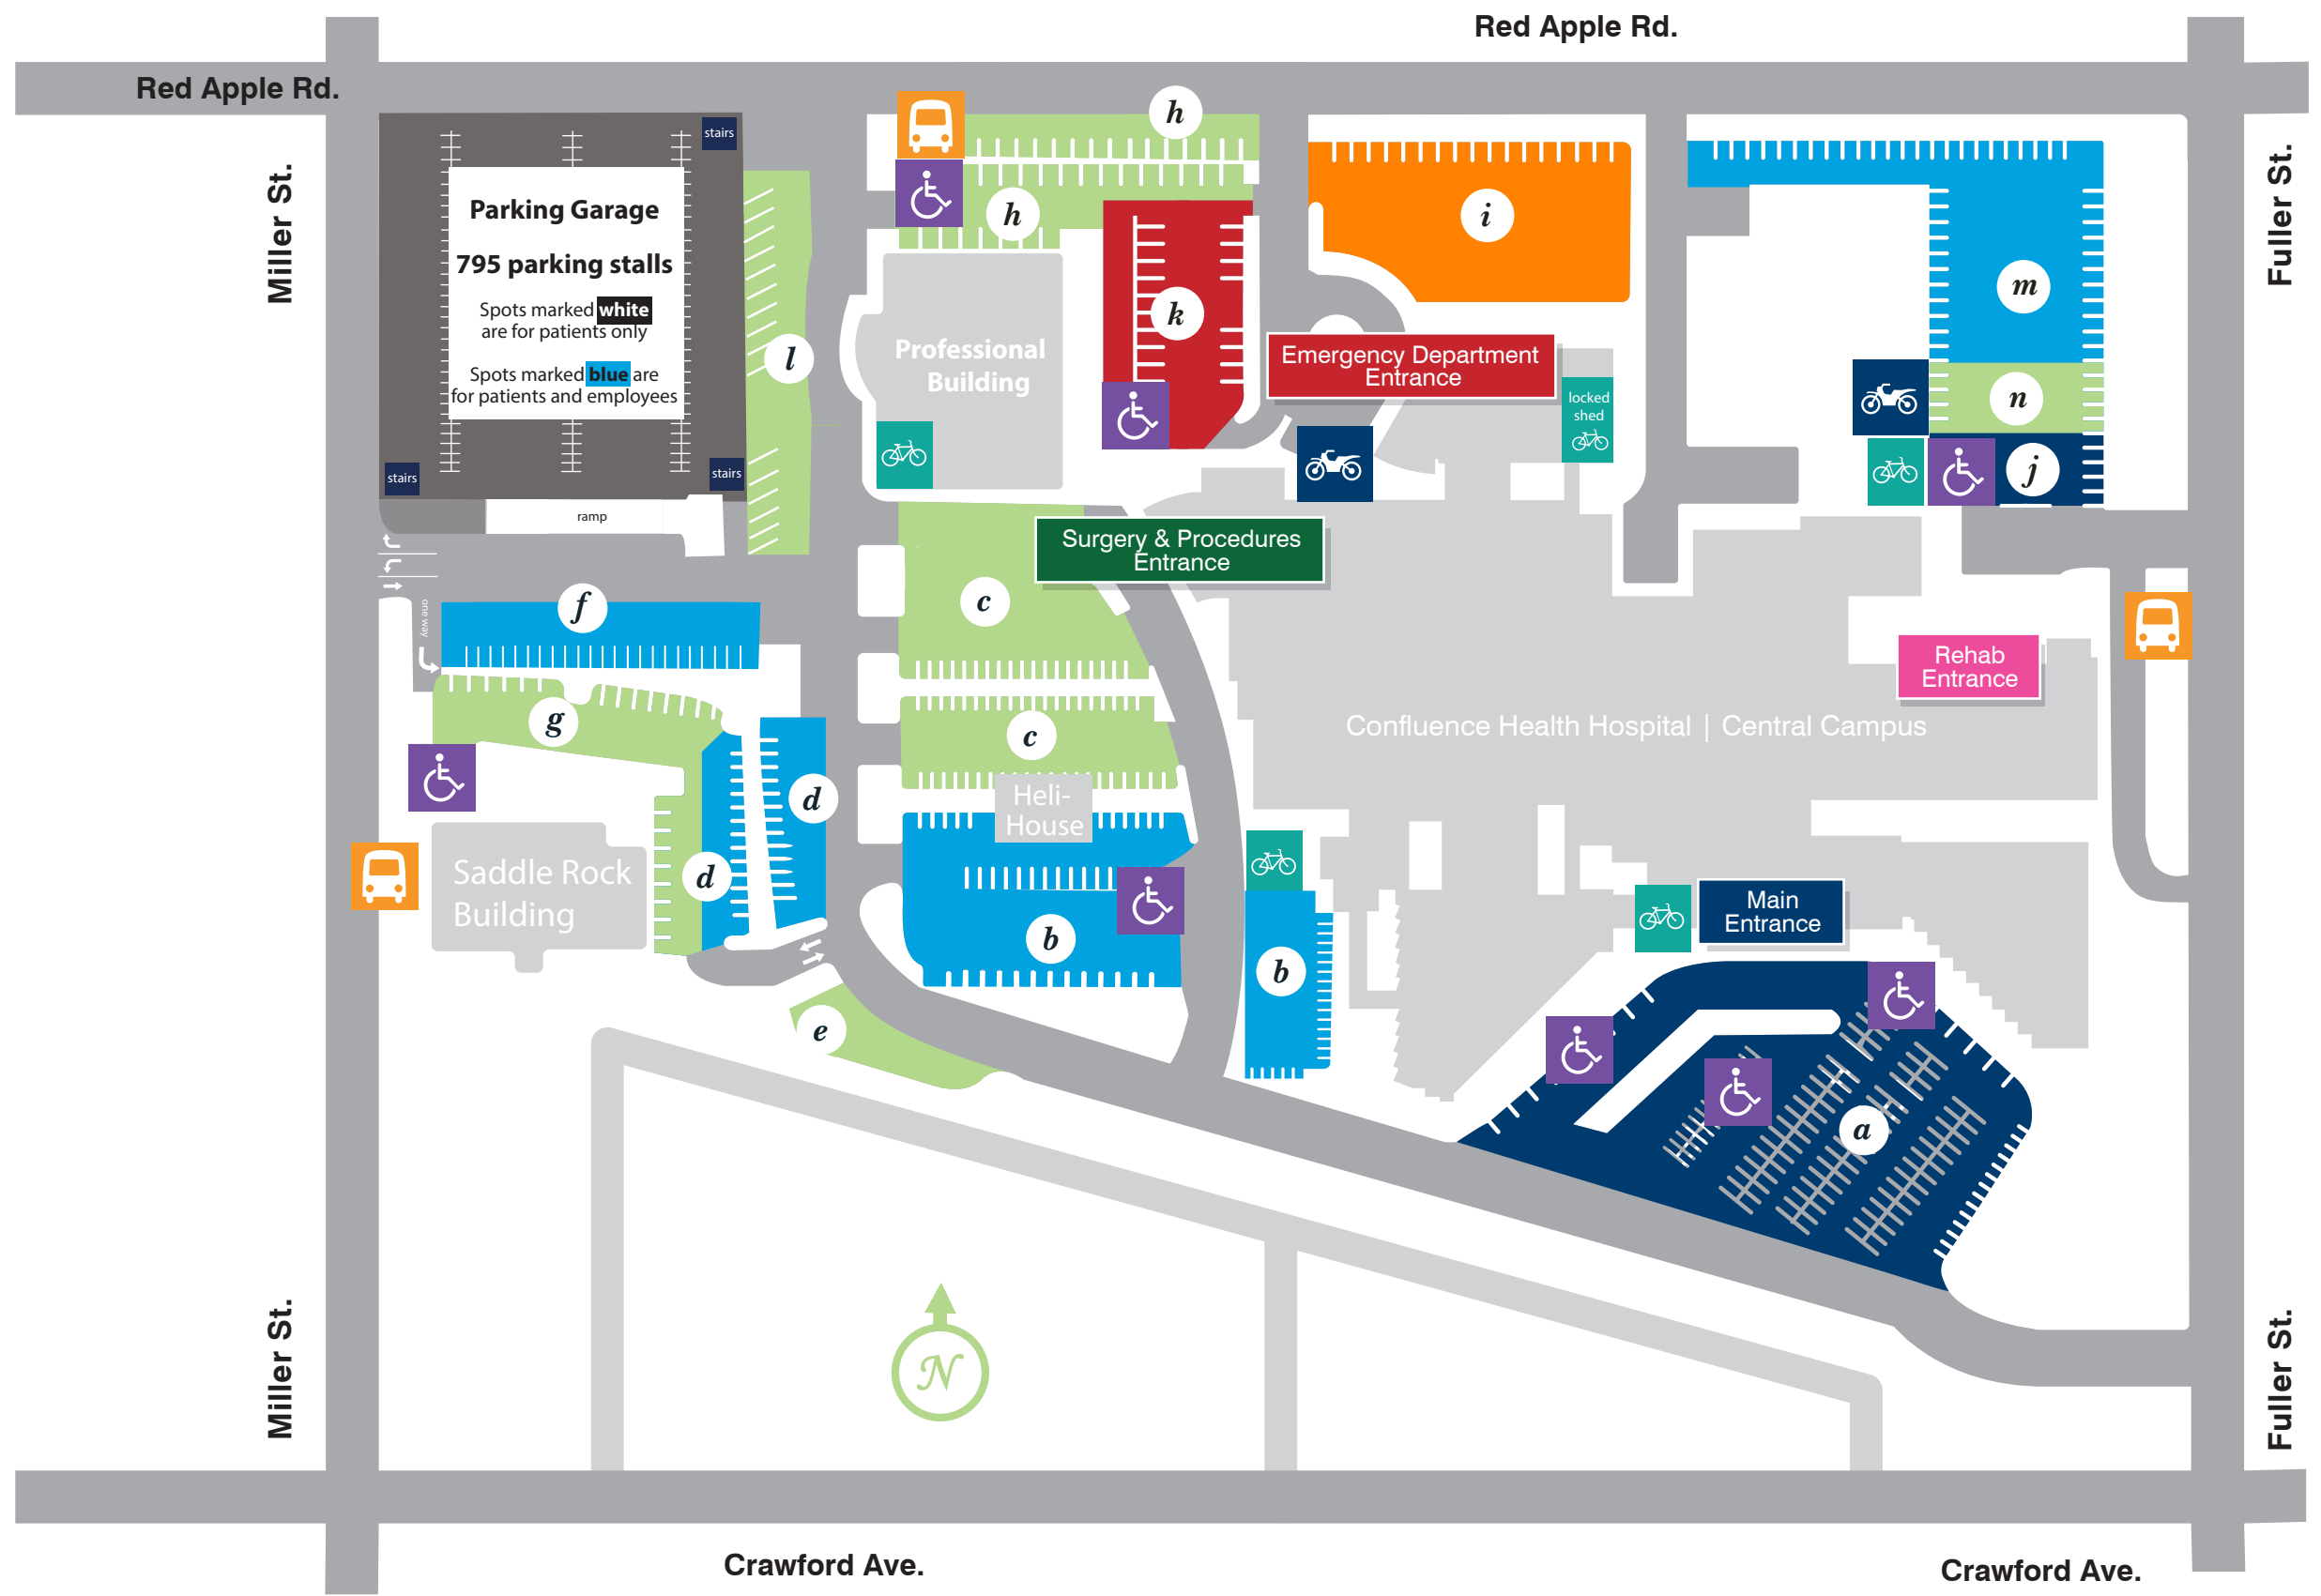 Red Apple Rd.
Red Apple Rd.
Miller St.
Fuller St.
stairs
Parking Garage
795 parking stalls
Spots marked white
are for patients only
Spots marked blue are
for patients and employees
stairs
stairs
ramp
one way
h
h
i
k
l
m
n
j
Professional
Building
Emergency Department
Entrance
locked
shed
Surgery & Procedures
Entrance
c
f
g
c
d
d
Heli-
House
b
b
e
Saddle Rock
Building
Confluence Health Hospital | Central Campus
Rehab
Entrance
Main
Entrance
a
N
Miller St.
Fuller St.
Crawford Ave.
Crawford Ave.